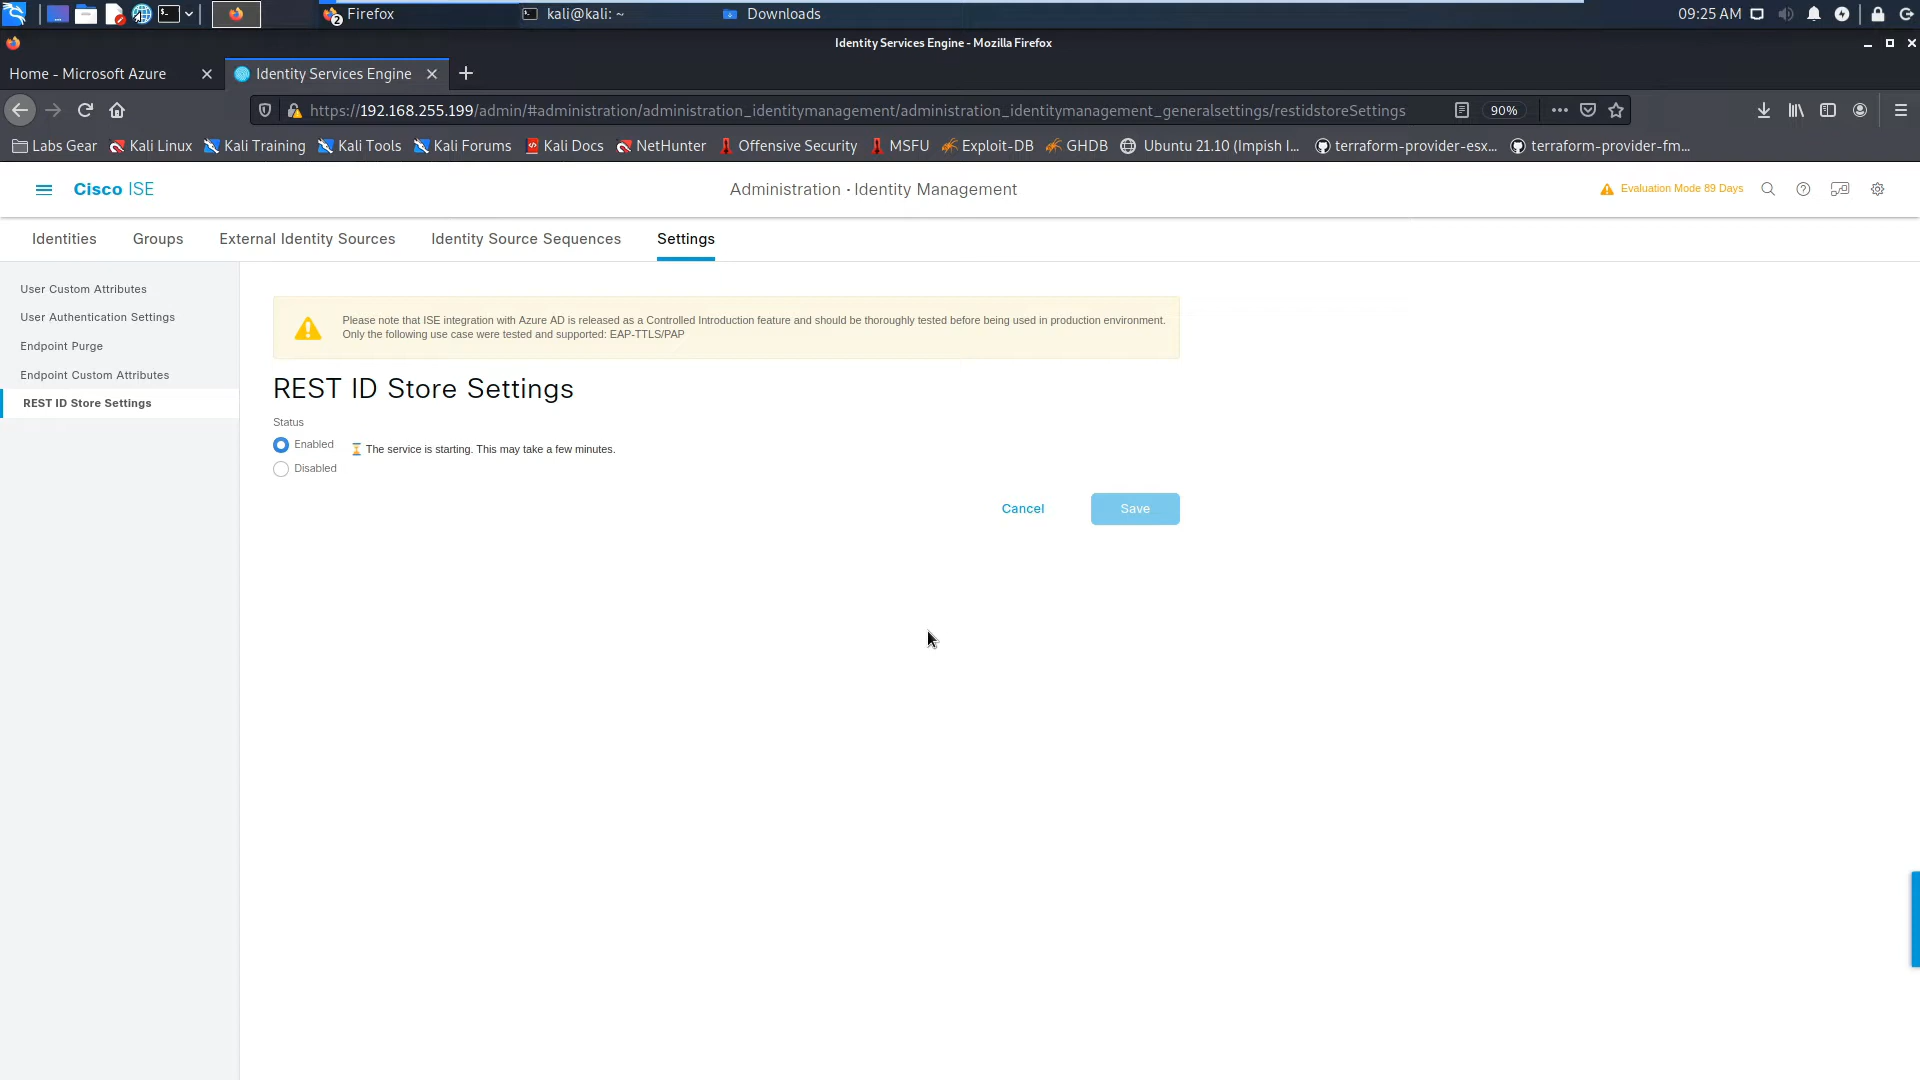 Firefox
2
kali@kali: ~
Downloads
09:25 AM
Identity Services Engine - Mozilla Firefox
Home - Microsoft Azure
Identity Services Engine
https://192.168.255.199/admin/#administration/administration_identitymanagement/administration_identitymanagement_generalsettings/restidstoreSettings
90%
Labs Gear
Kali Linux
Kali Training
Kali Tools
Kali Forums
Kali Docs
NetHunter
Offensive Security
MSFU
Exploit-DB
GHDB
Ubuntu 21.10 (Impish I...
terraform-provider-esx...
terraform-provider-fm...
Cisco ISE
Administration · Identity Management
Evaluation Mode 89 Days
Identities
Groups
External Identity Sources
Identity Source Sequences
Settings
User Custom Attributes
User Authentication Settings
Endpoint Purge
Endpoint Custom Attributes
REST ID Store Settings
Please note that ISE integration with Azure AD is released as a Controlled Introduction feature and should be thoroughly tested before being used in production environment.
Only the following use case were tested and supported: EAP-TTLS/PAP
REST ID Store Settings
Status
Enabled
The service is starting. This may take a few minutes.
Disabled
Cancel
Save